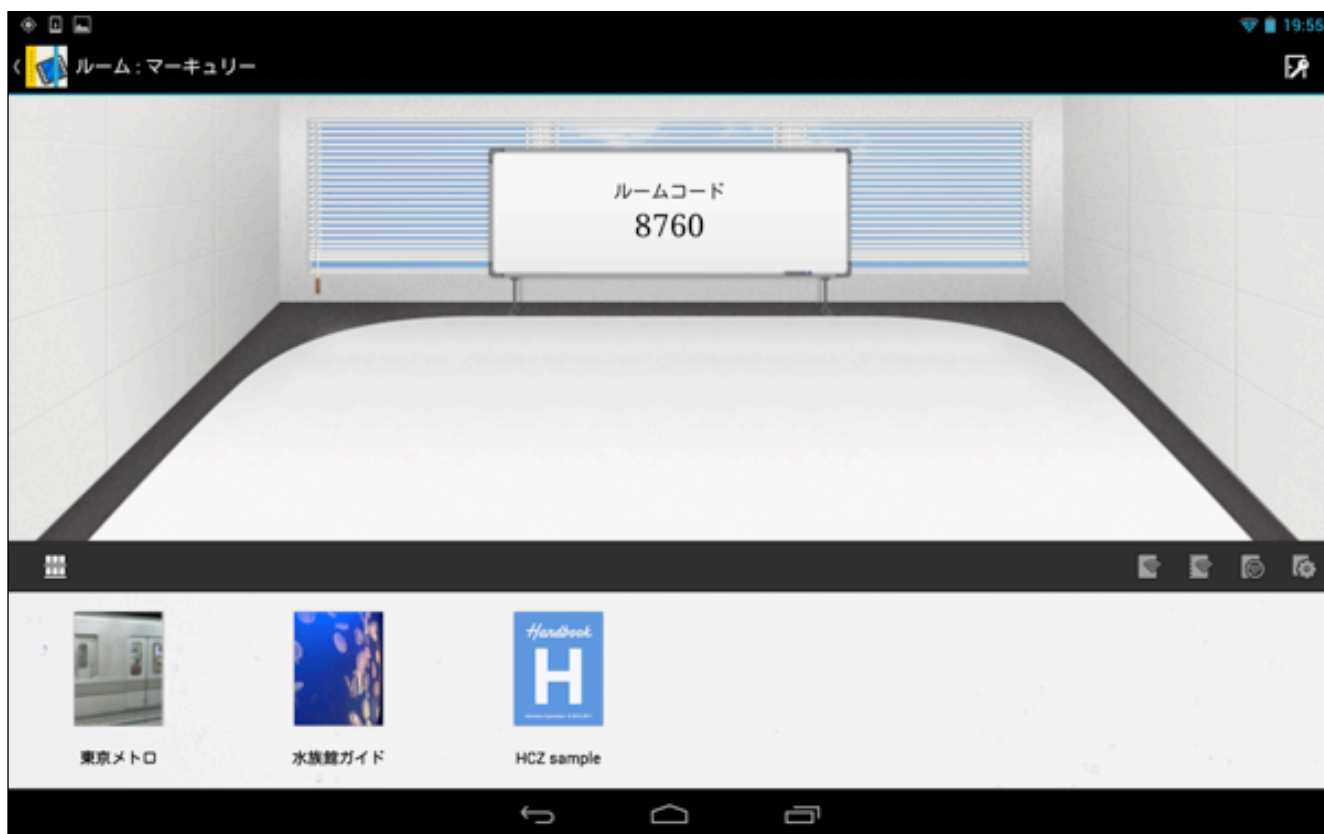 19:55
ルーム : マーキュリー
ルームコード
8760
Handbook
H
東京メトロ
水族館ガイド
HCZ sample